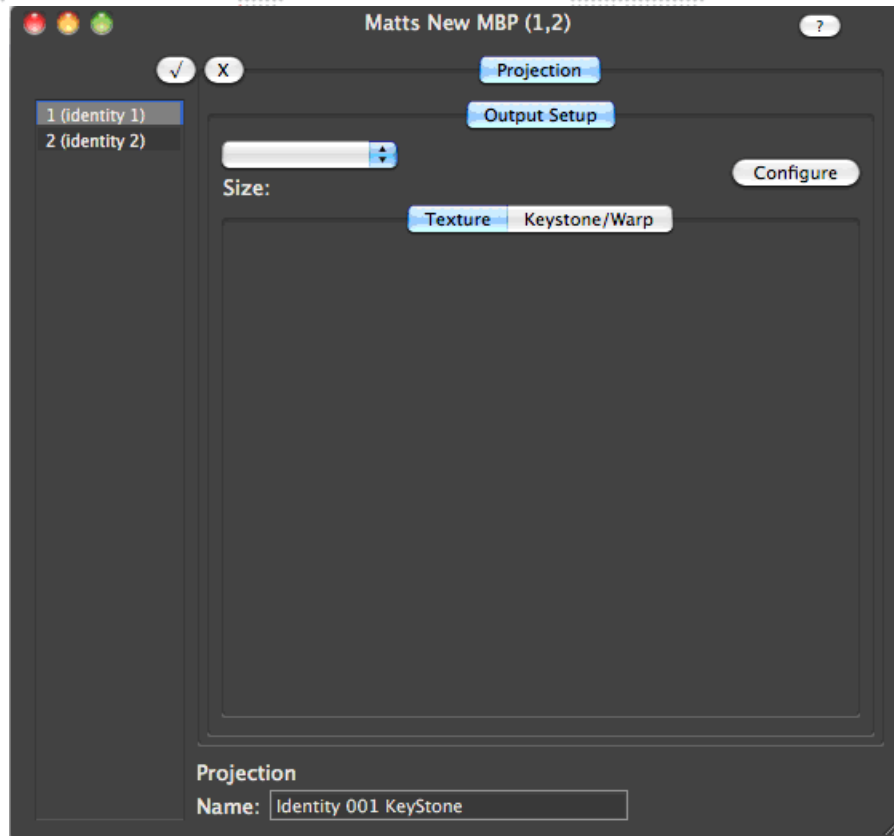 Matts New MBP (1,2)
?
√ X Projection
1 (identity 1)
2 (identity 2)
Output Setup
Configure
Size:
Texture Keystone/Warp
Projection
Name: Identity 001 KeyStone